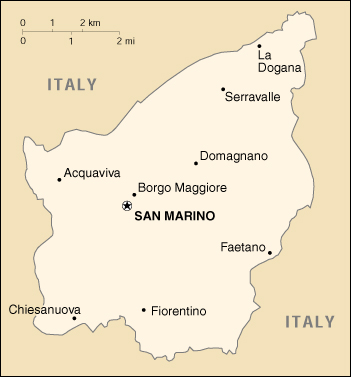 0 1 2 km
0 1 2 mi
La
Dogana
ITALY
Serravalle
Domagnano
Acquaviva
Borgo Maggiore
SAN MARINO
Faetano
Chiesanuova
Fiorentino
ITALY